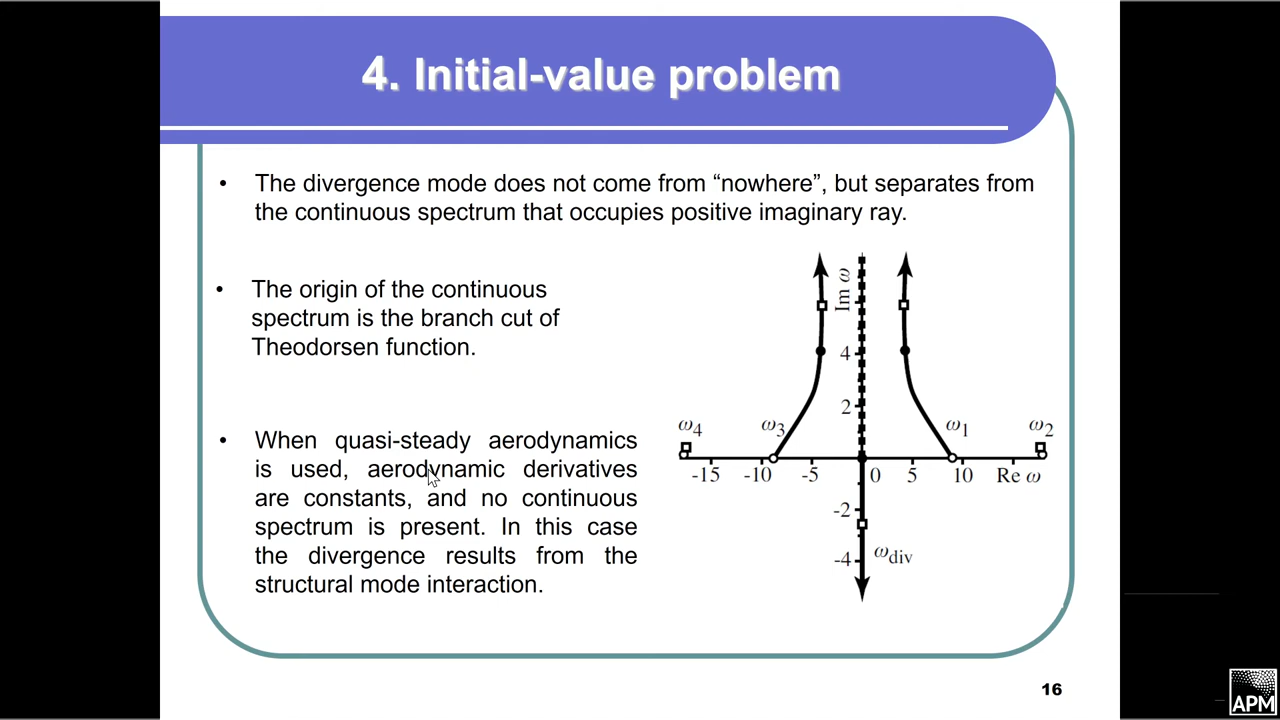 4. Initial-value problem
• The divergence mode does not come from “nowhere”, but separates from
the continuous spectrum that occupies positive imaginary ray.
• The origin of the continuous
spectrum is the branch cut of
Theodorsen function.
• When quasi-steady aerodynamics
is used, aerodynamic derivatives
are constants, and no continuous
spectrum is present. In this case
the divergence results from the
structural mode interaction.
Im ω
4
2
ω4 ω3 ω1 ω2
-15 -10 -5 0 5 10 Re ω
-2
-4 ωdiv
16
APM